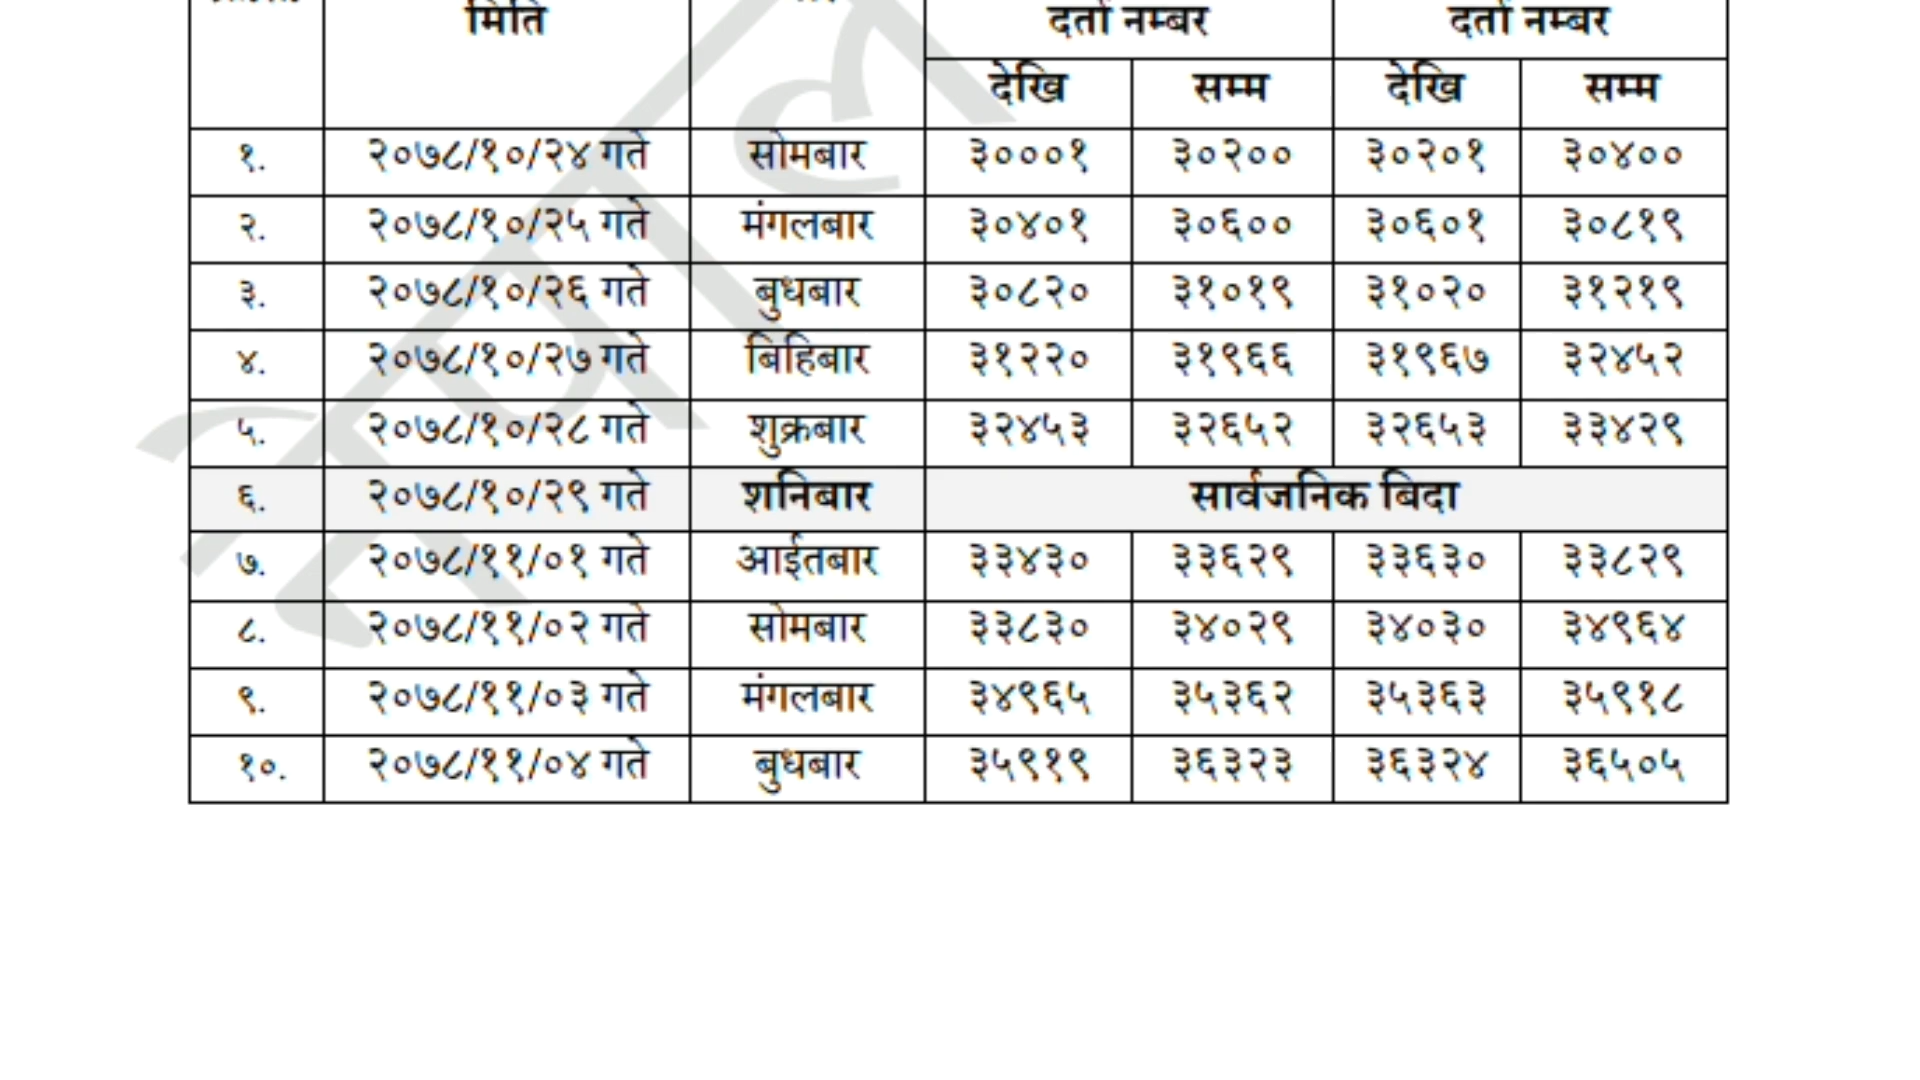 मिति दर्ता नम्बर दर्ता नम्बर
देखि सम्म देखि सम्म
१. २०७८/१०/२४ गते सोमबार ३०००१ ३०२०० ३०२०१ ३०४००
२. २०७८/१०/२५ गते मंगलबार ३०४०१ ३०६०० ३०६०१ ३०८१९
३. २०७८/१०/२६ गते बुधबार ३०८२० ३१०१९ ३१०२० ३१२१९
४. २०७८/१०/२७ गते बिहिबार ३१२२० ३१९६६ ३१९६७ ३२४५२
५. २०७८/१०/२८ गते शुक्रबार ३२४५३ ३२६५२ ३२६५३ ३३४२९
६. २०७८/१०/२९ गते शनिबार सार्वजनिक बिदा
७. २०७८/११/०१ गते आईतबार ३३४३० ३३६२९ ३३६३० ३३८२९
८. २०७८/११/०२ गते सोमबार ३३८३० ३४०२९ ३४०३० ३४९६४
९. २०७८/११/०३ गते मंगलबार ३४९६५ ३५३६२ ३५३६३ ३५९१८
१०. २०७८/११/०४ गते बुधबार ३५९१९ ३६३२३ ३६३२४ ३६५०५